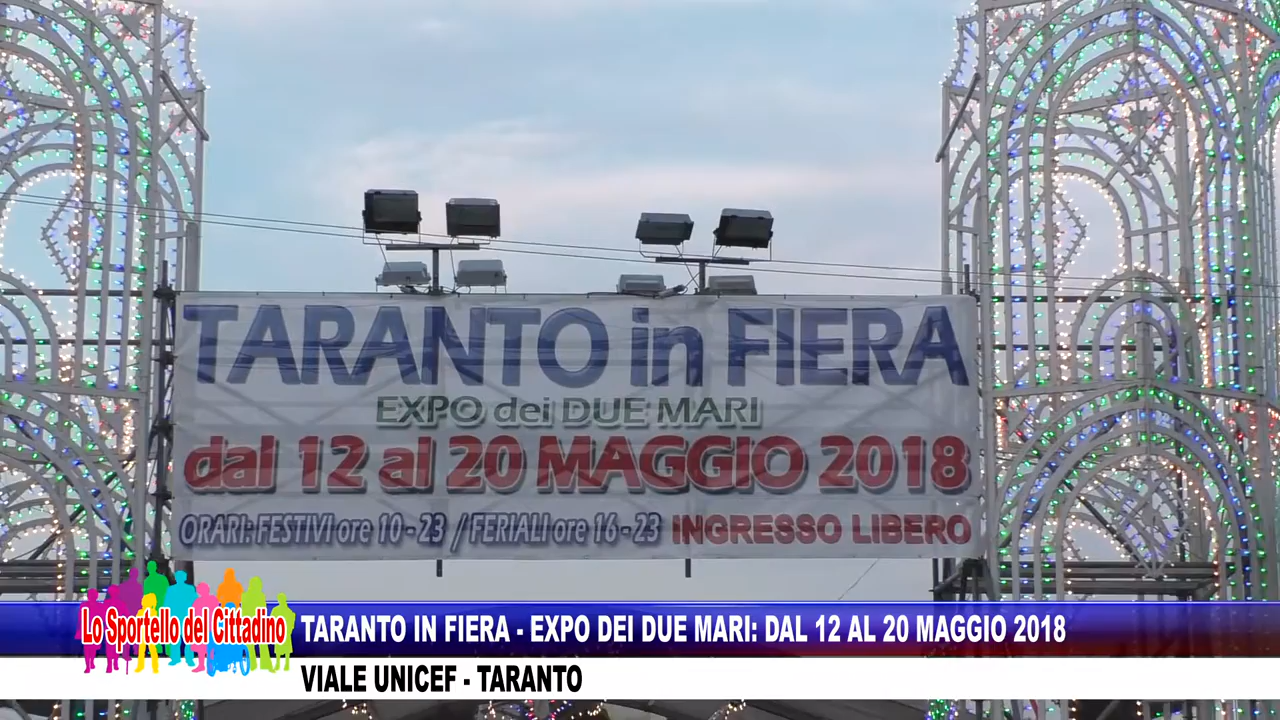 TARANTO in FIERA
EXPO dei DUE MARI
dal 12 al 20 MAGGIO 2018
ORARI: FESTIVI ore 10 - 23 / FERIALI ore 16 - 23 INGRESSO LIBERO
Lo Sportello del Cittadino
TARANTO IN FIERA - EXPO DEI DUE MARI: DAL 12 AL 20 MAGGIO 2018
VIALE UNICEF - TARANTO